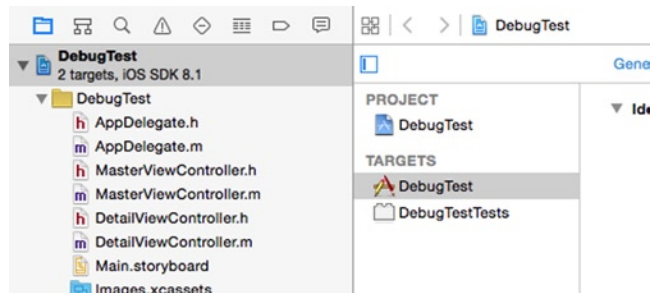 DebugTest
2 targets, iOS SDK 8.1
DebugTest
h AppDelegate.h
m AppDelegate.m
h MasterViewController.h
m MasterViewController.m
h DetailViewController.h
m DetailViewController.m
Main.storyboard
Images.xcassets
DebugTest
Gene
PROJECT
DebugTest
Ide
TARGETS
DebugTest
DebugTestTests